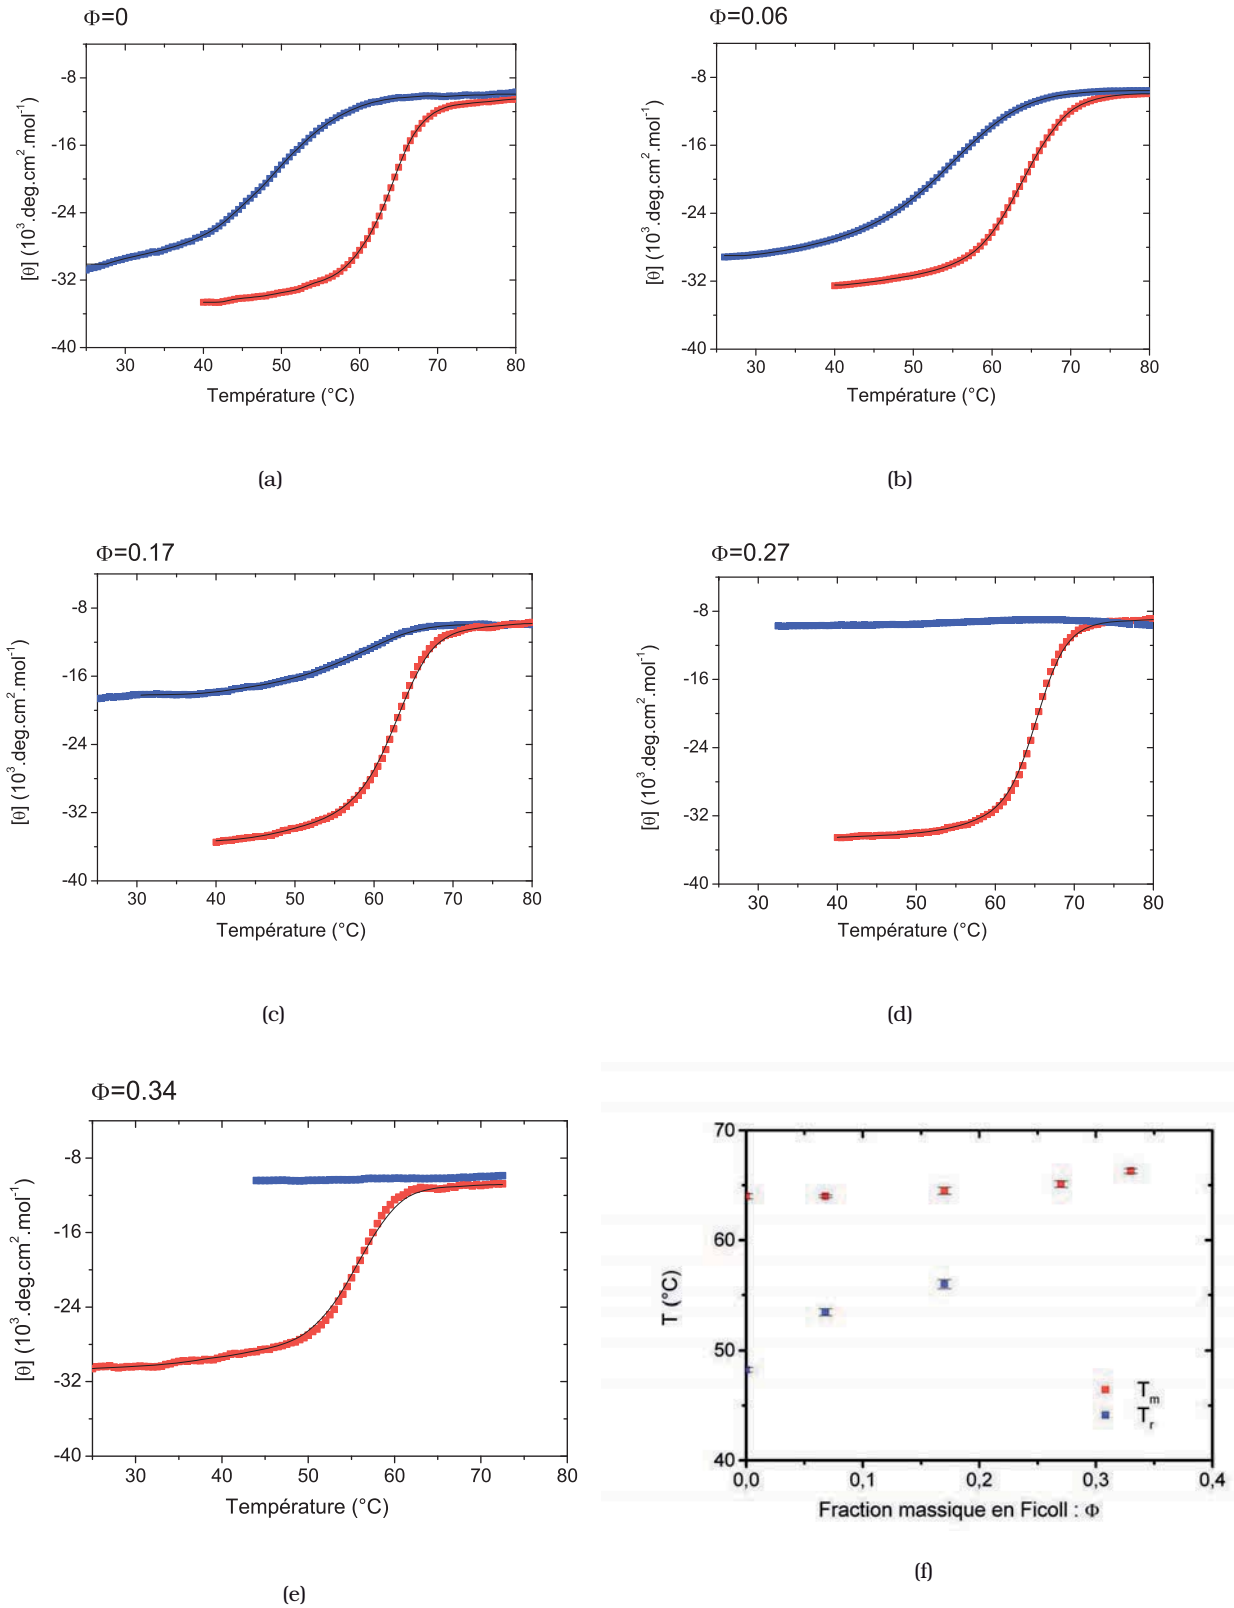 Φ=0
-8
-16
-24
-32
-40
[θ] (10³.deg.cm².mol⁻¹)
30 40 50 60 70 80
Température (°C)
(a)
Φ=0.06
-8
-16
-24
-32
-40
[θ] (10³.deg.cm².mol⁻¹)
30 40 50 60 70 80
Température (°C)
(b)
Φ=0.17
-8
-16
-24
-32
-40
[θ] (10³.deg.cm².mol⁻¹)
30 40 50 60 70 80
Température (°C)
(c)
Φ=0.27
-8
-16
-24
-32
-40
[θ] (10³.deg.cm².mol⁻¹)
30 40 50 60 70 80
Température (°C)
(d)
Φ=0.34
-8
-16
-24
-32
-40
[θ] (10³.deg.cm².mol⁻¹)
30 40 50 60 70 80
Température (°C)
(e)
70
60
50
40
T (°C)
Tₘ
Tᵣ
0,0 0,1 0,2 0,3 0,4
Fraction massique en Ficoll : Φ
(f)